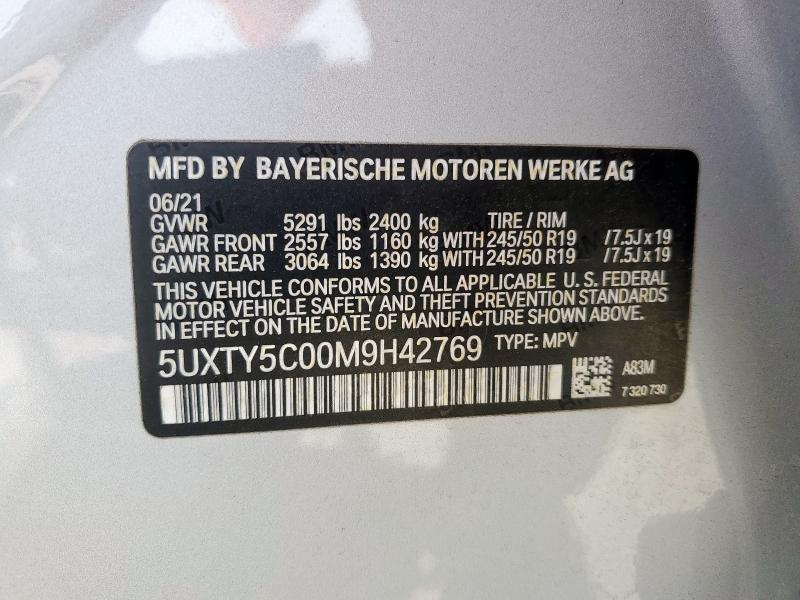 MFD BY BAYERISCHE MOTOREN WERKE AG
06/21
GVWR 5291 lbs 2400 kg TIRE / RIM
GAWR FRONT 2557 lbs 1160 kg WITH 245/50 R19 /7.5J x 19
GAWR REAR 3064 lbs 1390 kg WITH 245/50 R19 /7.5J x 19
THIS VEHICLE CONFORMS TO ALL APPLICABLE U. S. FEDERAL
MOTOR VEHICLE SAFETY AND THEFT PREVENTION STANDARDS
IN EFFECT ON THE DATE OF MANUFACTURE SHOWN ABOVE.
5UXTY5C00M9H42769 TYPE: MPV
A83M
7 320 730